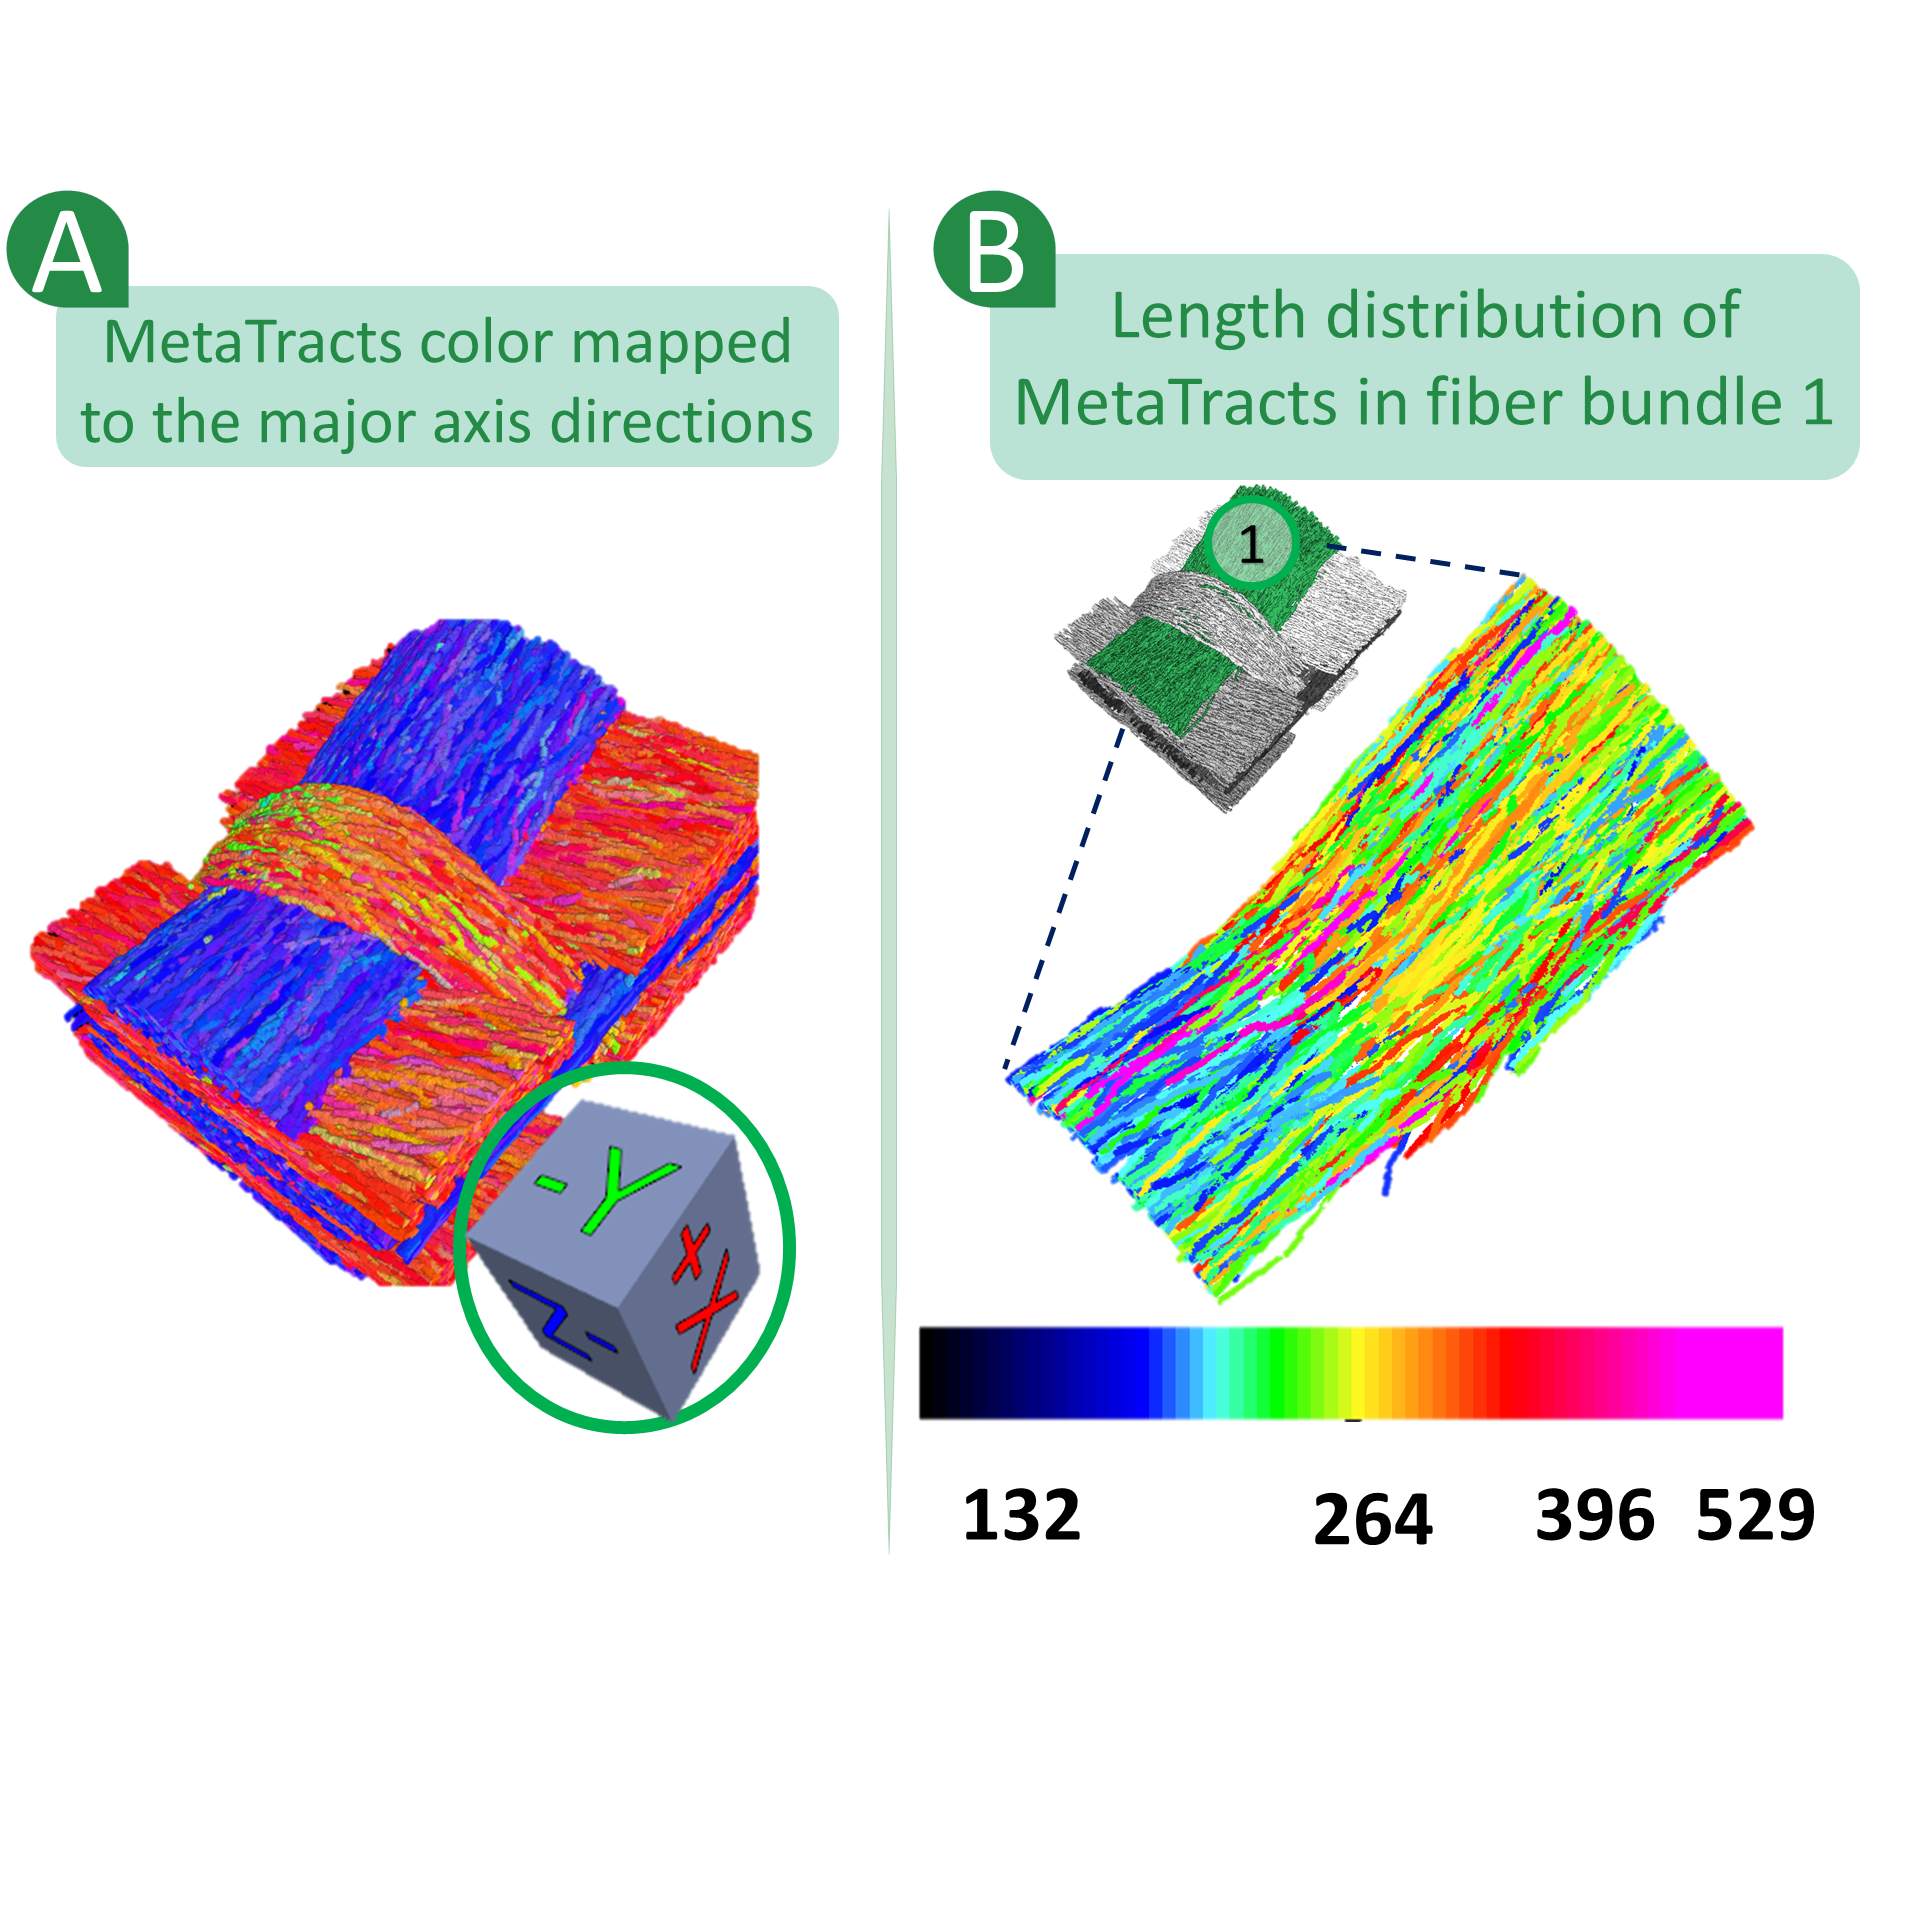 A
MetaTracts color mapped
to the major axis directions
-Y
+X
-Z
B
Length distribution of
MetaTracts in fiber bundle 1
1
132 264 396 529